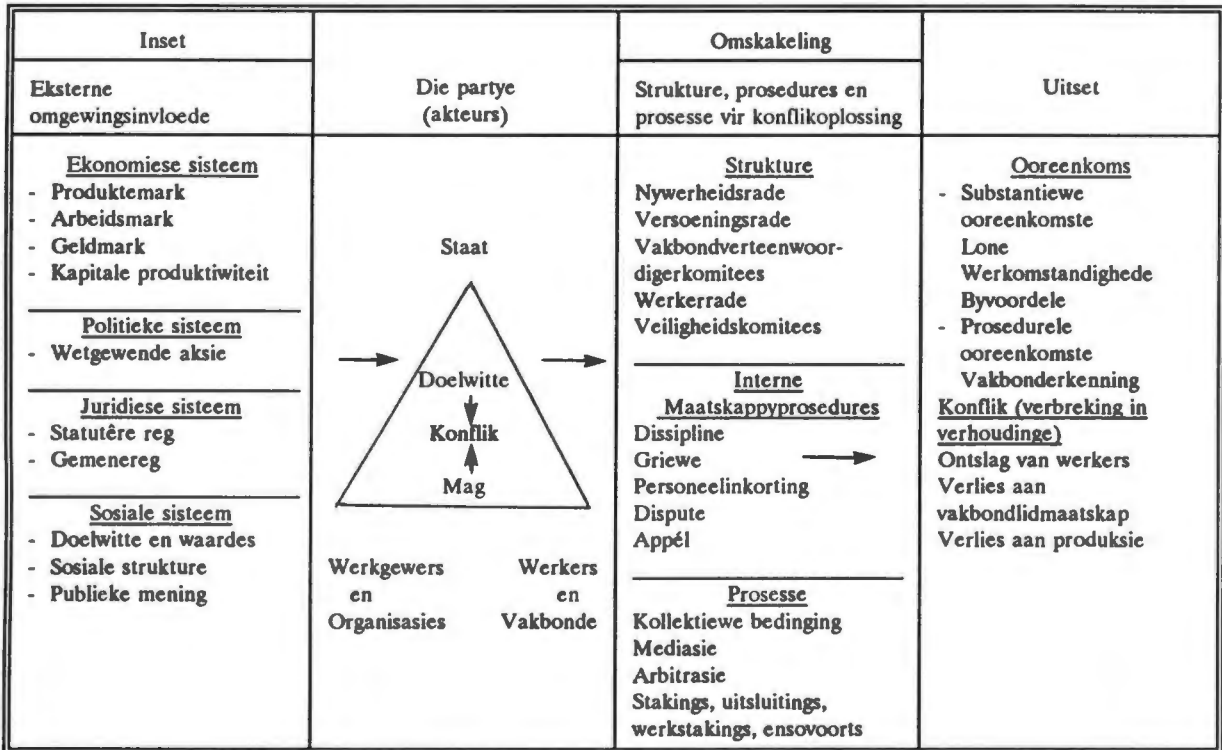 Inset
Eksterne
omgewingsinvloede
Ekonomiese sisteem
- Produktemark
- Arbeidsmark
- Geldmark
- Kapitale produktiwiteit
Politieke sisteem
- Wetgewende aksie
Juridiese sisteem
- Statutêre reg
- Gemenereg
Sosiale sisteem
- Doelwitte en waardes
- Sosiale strukture
- Publieke mening
Die partye
(akteurs)
Staat
Doelwitte
Konflik
Mag
Werkgewers
en
Organisasies
Werkers
en
Vakbonde
Omskakeling
Strukture, prosedures en
prosesse vir konflikoplossing
Strukture
Nywerheidsrade
Versoeningsrade
Vakbondverteenwoor-
digerkomitees
Werkerrade
Veiligheidskomitees
Interne
Maatskappyprosedures
Dissipline
Griewe
Personeelinkorting
Dispute
Appél
Prosesse
Kollektiewe bedinging
Mediasie
Arbitrasie
Stakings, uitsluitings,
werkstakings, ensovoorts
Uitset
Ooreenkoms
- Substantiewe
ooreenkomste
Lone
Werkomstandighede
Byvoordele
- Prosedurele
ooreenkomste
Vakbonderkenning
Konflik (verbreking in
verhoudinge)
Ontslag van werkers
Verlies aan
vakbondlidmaatskap
Verlies aan produksie